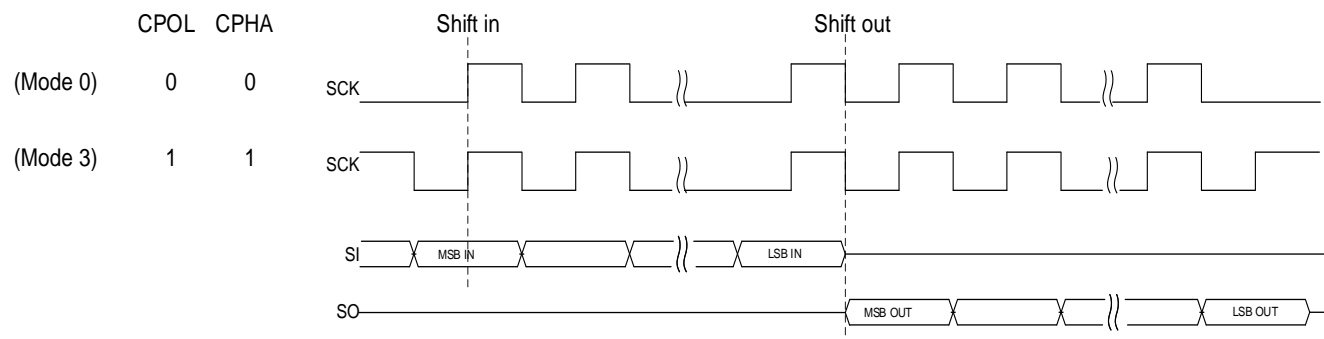 CPOL CPHA Shift in Shift out
(Mode 0) 0 0 SCK
(Mode 3) 1 1 SCK
SI MSB IN LSB IN
SO MSB OUT LSB OUT